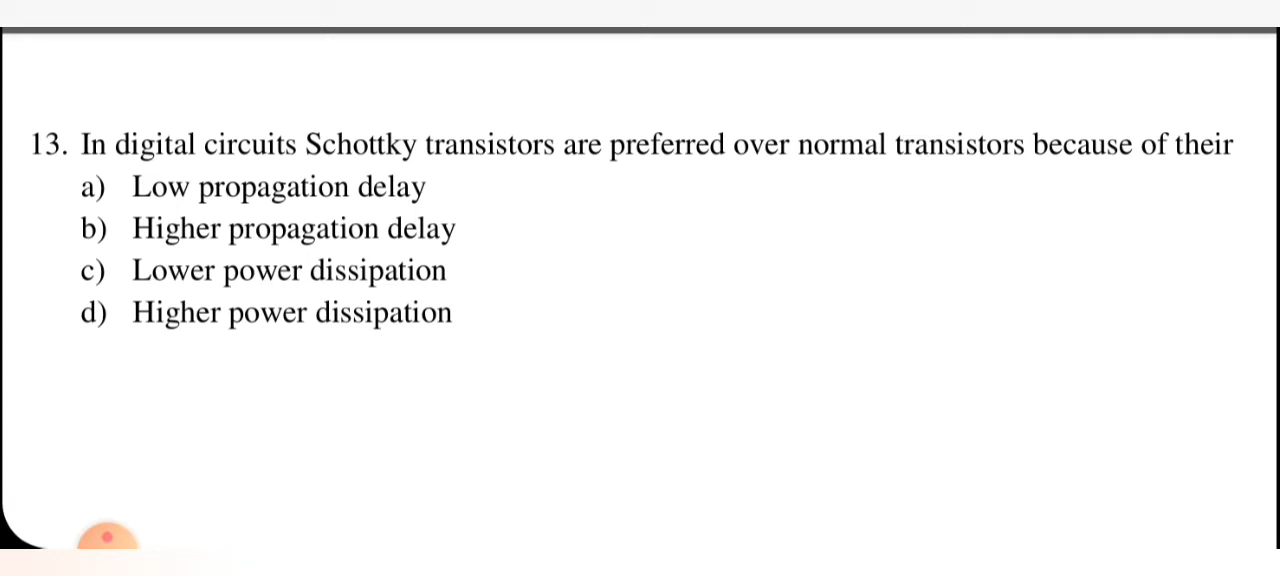 13. In digital circuits Schottky transistors are preferred over normal transistors because of their
a) Low propagation delay
b) Higher propagation delay
c) Lower power dissipation
d) Higher power dissipation